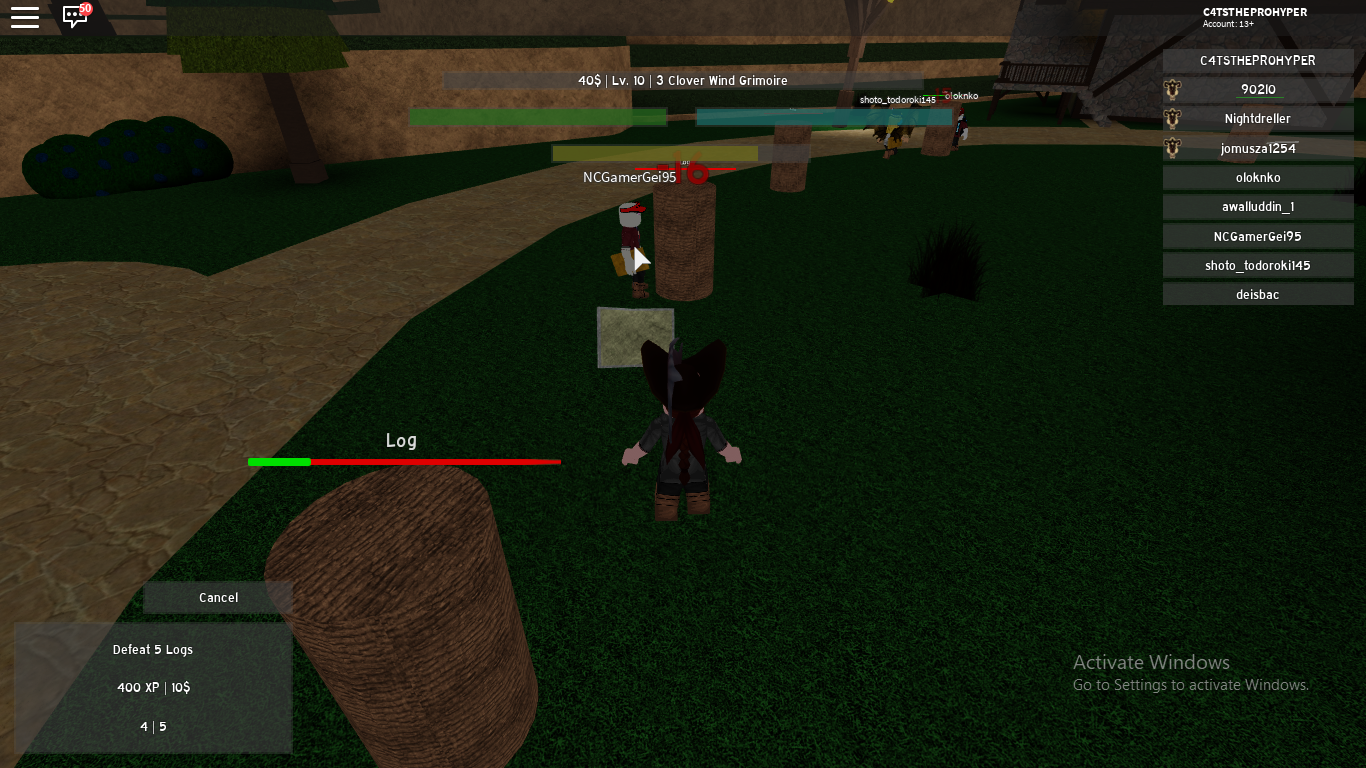 50
C4TSTHEPROHYPER
Account: 13+
40$ | Lv. 10 | 3 Clover Wind Grimoire
C4TSTHEPROHYPER
90210
Nightdreller
jomusza1254
oloknko
awalluddin_1
NCGamerGei95
shoto_todoroki145
deisbac
shoto_todoroki145
oloknko
NCGamerGei95
Log
Cancel
Defeat 5 Logs
400 XP | 10$
4 | 5
Activate Windows
Go to Settings to activate Windows.